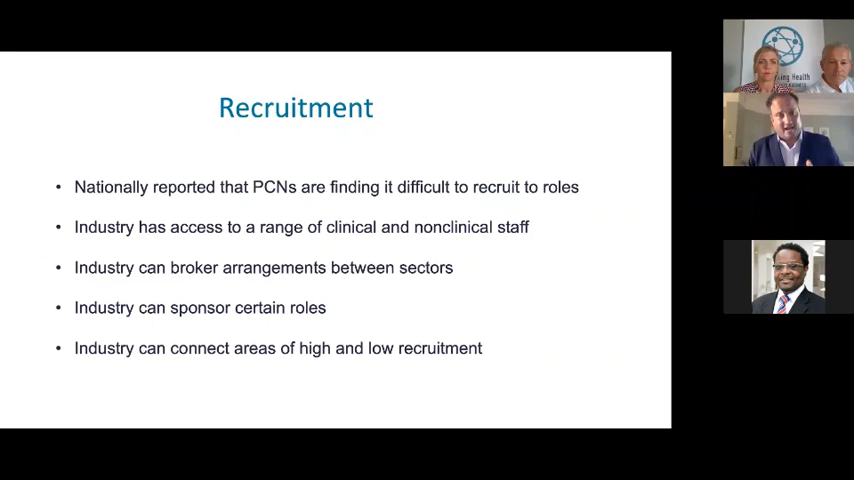 Recruitment
• Nationally reported that PCNs are finding it difficult to recruit to roles
• Industry has access to a range of clinical and nonclinical staff
• Industry can broker arrangements between sectors
• Industry can sponsor certain roles
• Industry can connect areas of high and low recruitment
Health